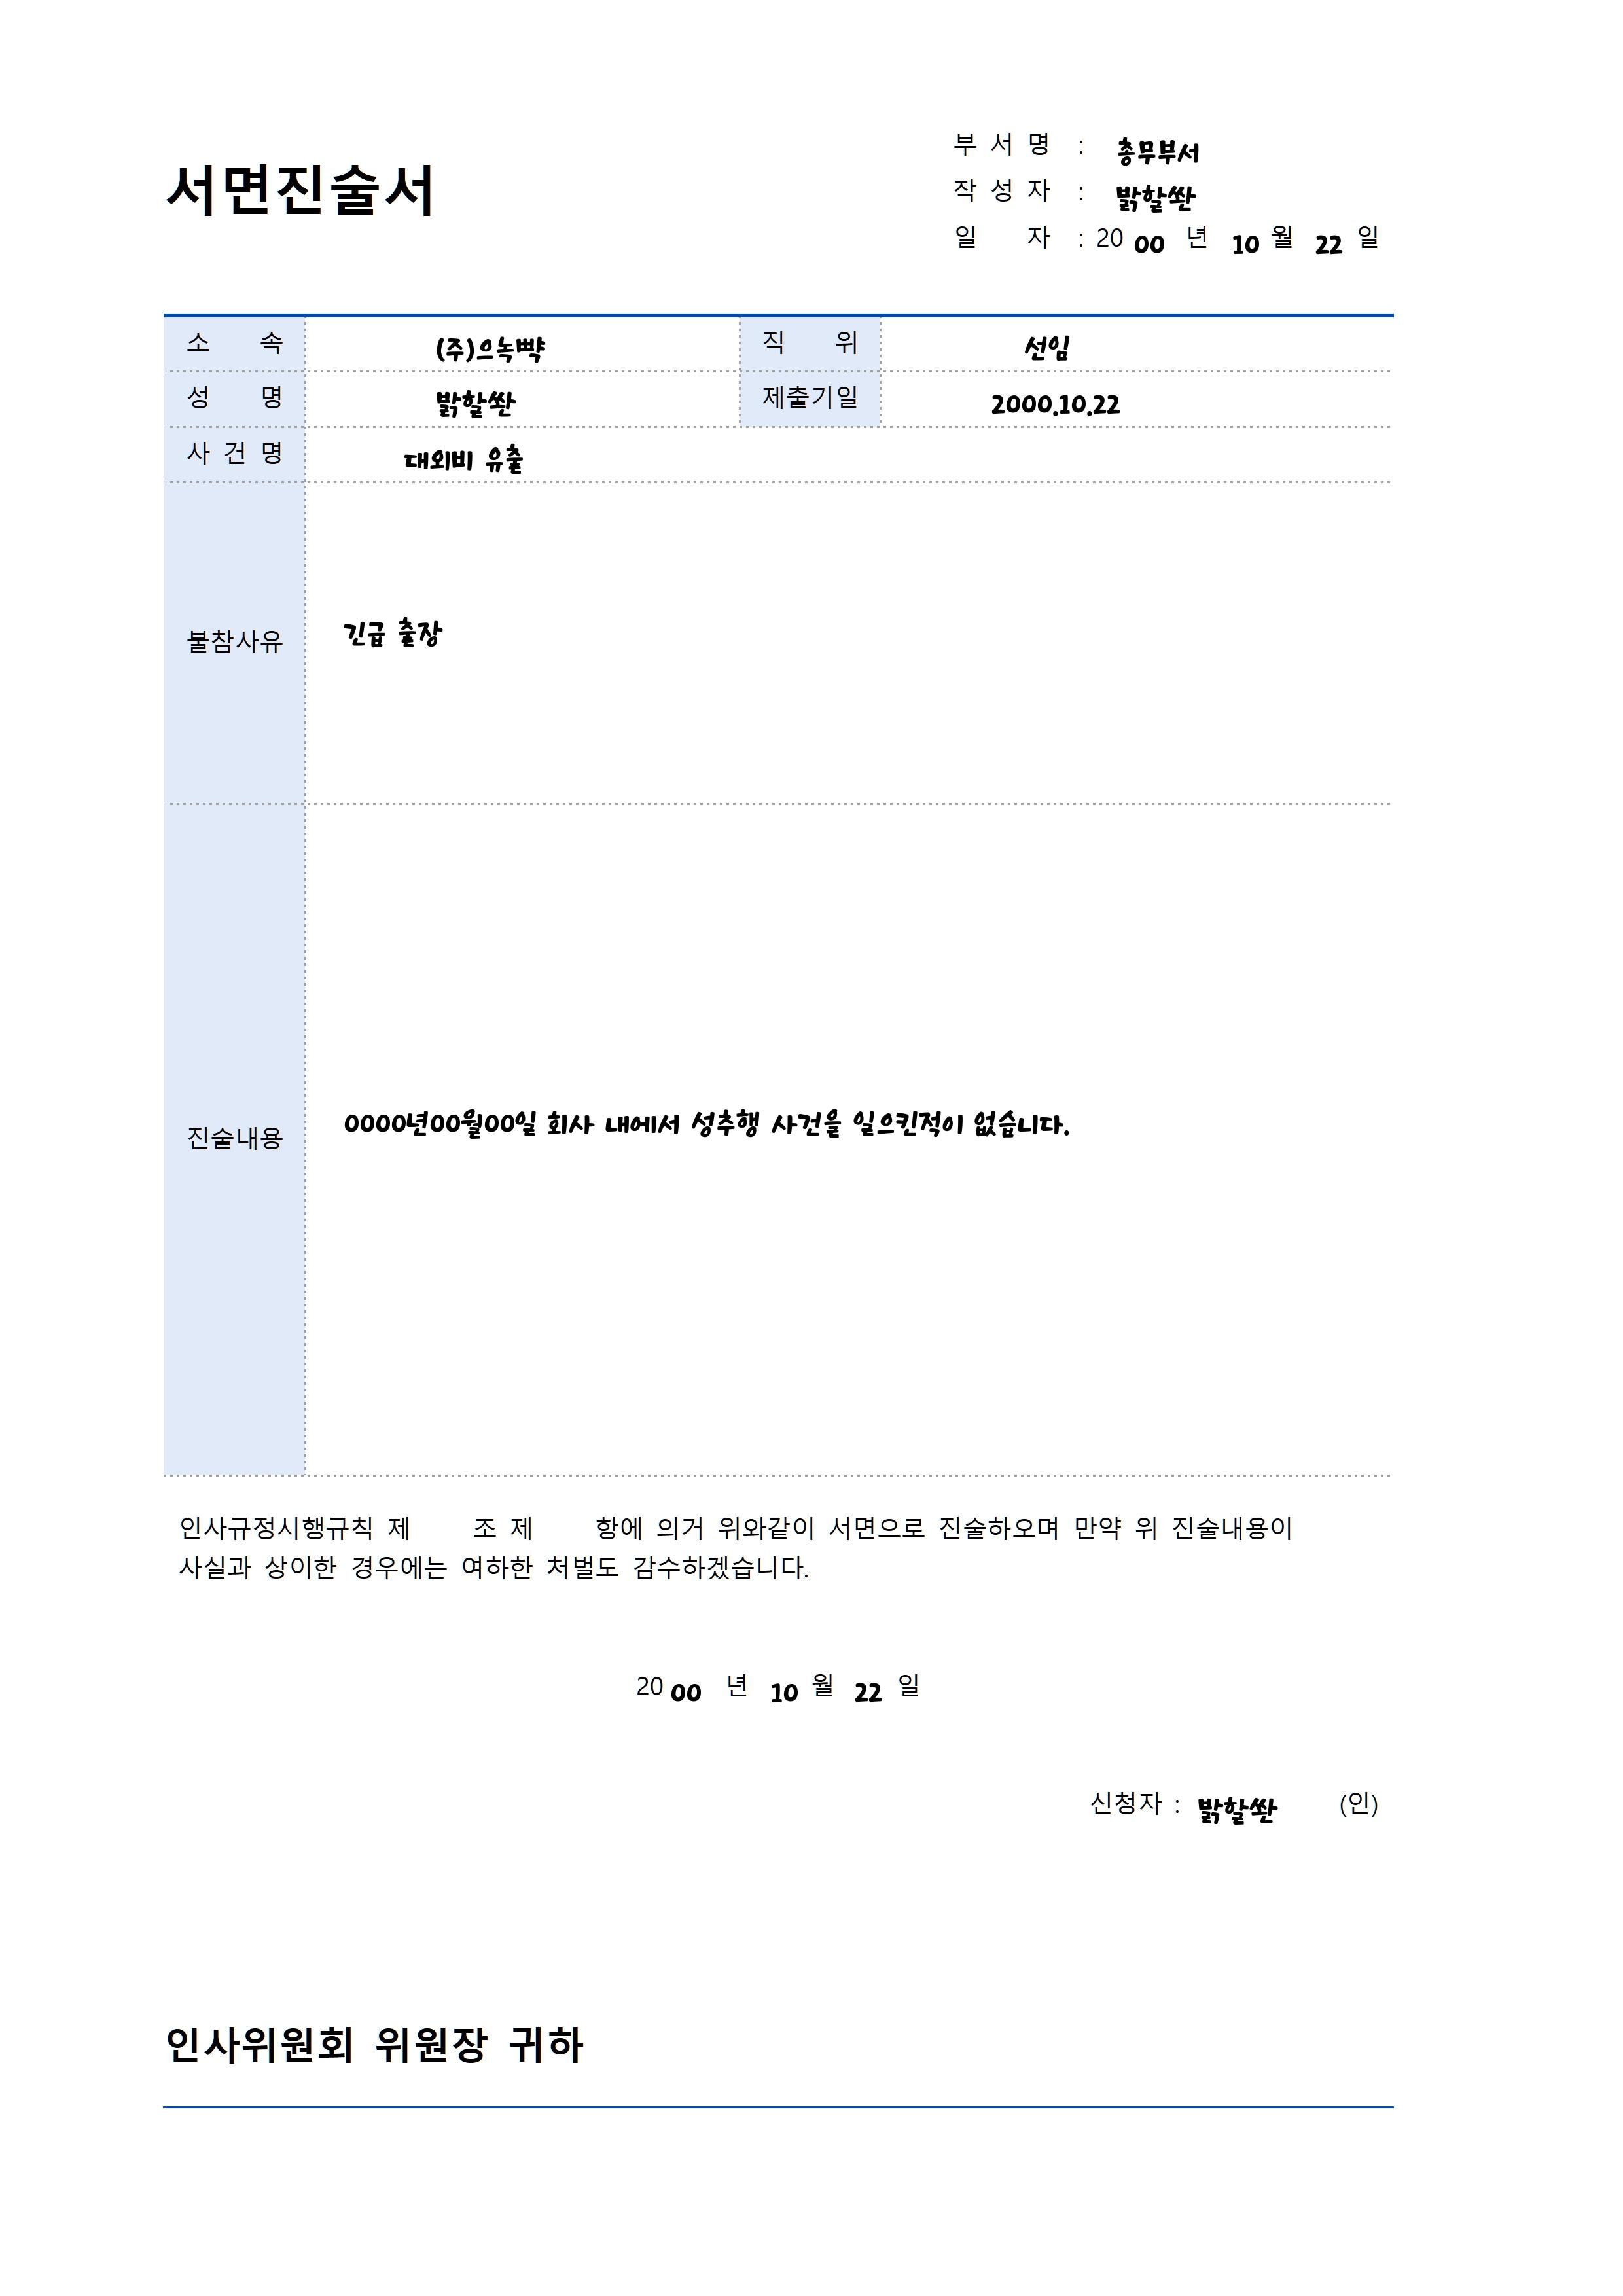 서면진술서
부 서 명 : 총무부서
작 성 자 : 밝할쏸
일 자 : 20 00 년 10 월 22 일
소 속 (주)으녹뺙 직 위 선임
성 명 밝할쏸 제출기일 2000.10.22
사 건 명 대외비 유출
불참사유 긴급 출장
진술내용 0000년00월00일 회사 내에서 성추행 사건을 일으킨적이 없습니다.
인사규정시행규칙 제 조 제 항에 의거 위와같이 서면으로 진술하오며 만약 위 진술내용이
사실과 상이한 경우에는 여하한 처벌도 감수하겠습니다.
20 00 년 10 월 22 일
신청자 : 밝할쏸 (인)
인사위원회 위원장 귀하